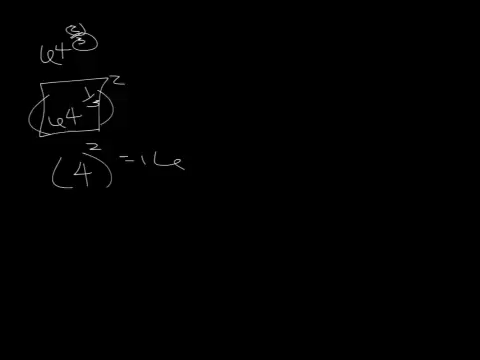 64^(2/3)
(64^(1/3))^2
(4)^2 = 16